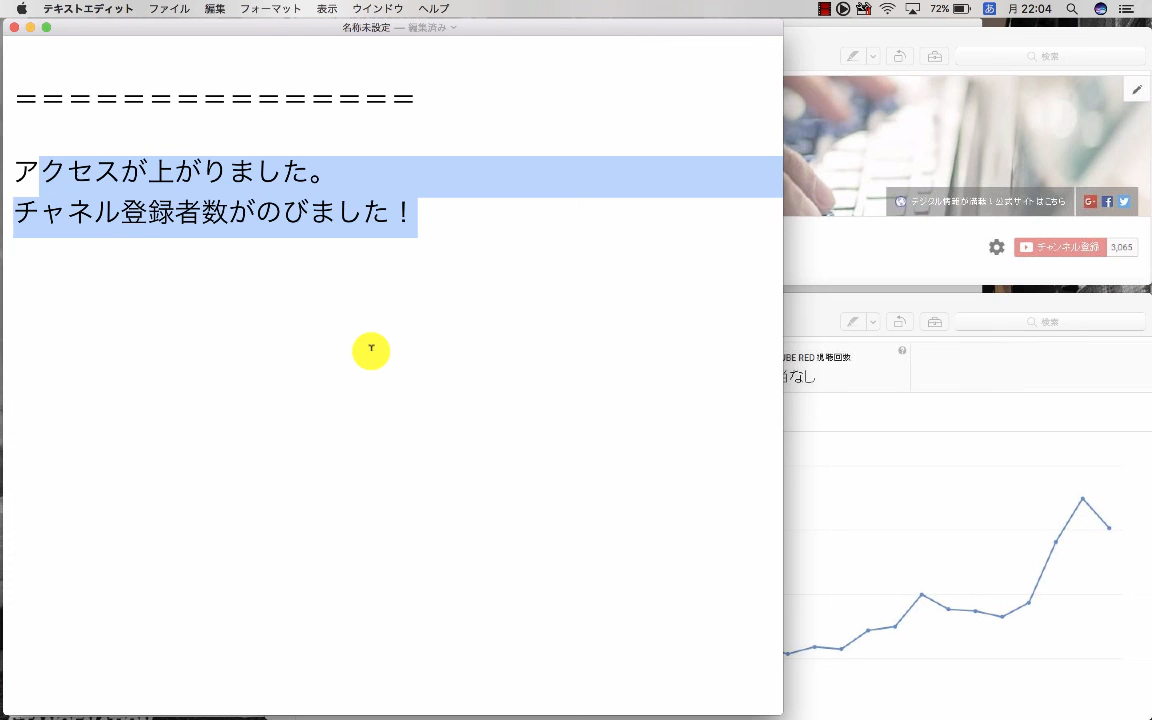 テキストエディット ファイル 編集 フォーマット 表示 ウインドウ ヘルプ
72% あ 月 22:04
名称未設定 — 編集済み
検索
===============
アクセスが上がりました。
チャネル登録者数がのびました！
デジタル情報が満載！公式サイトはこちら
チャンネル登録 3,065
検索
UBE RED 視聴回数
当なし